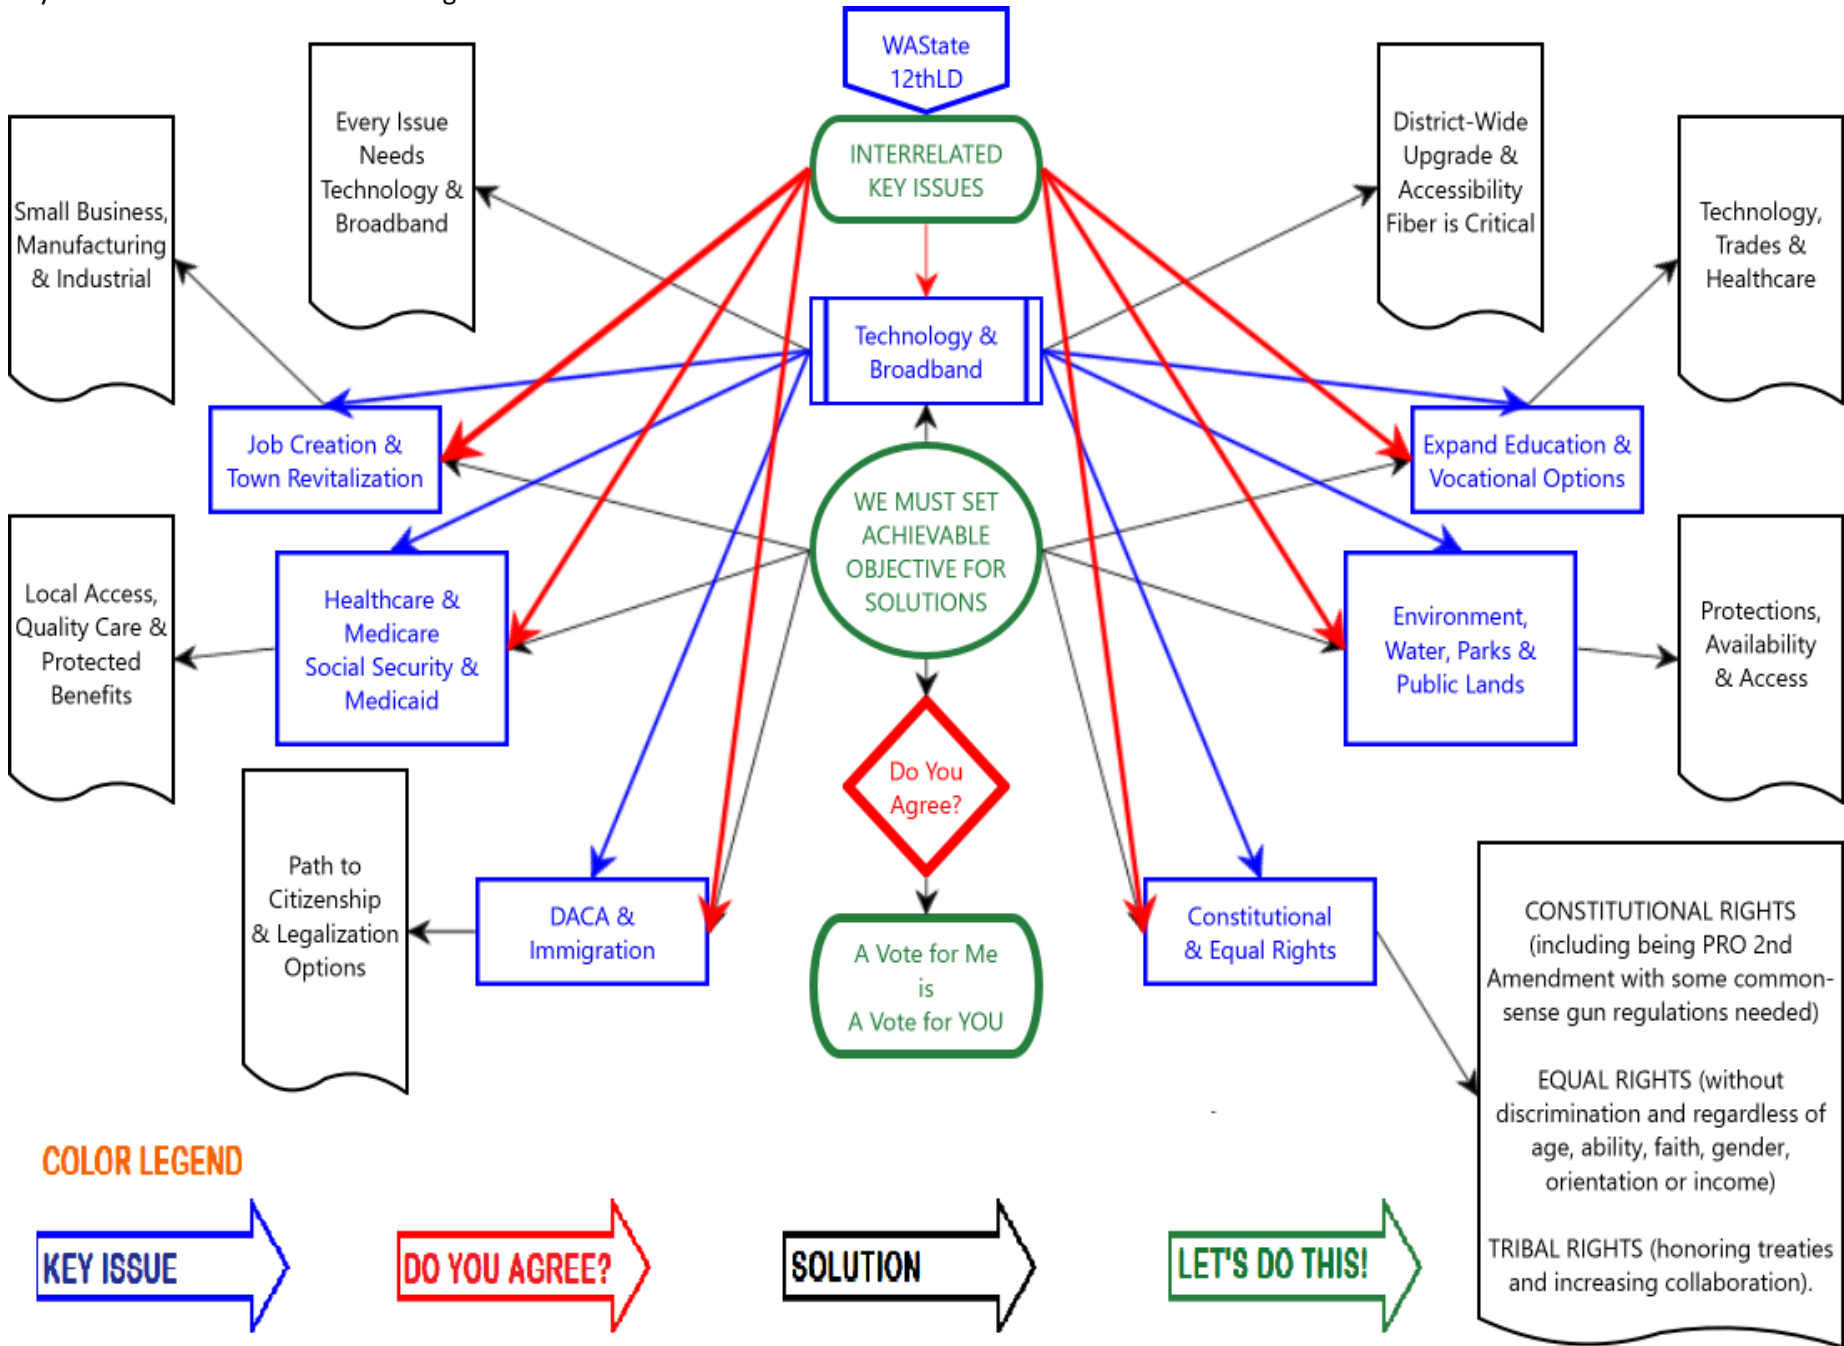 WAState
12thLD
INTERRELATED
KEY ISSUES
Every Issue
Needs
Technology &
Broadband
District-Wide
Upgrade &
Accessibility
Fiber is Critical
Small Business,
Manufacturing
& Industrial
Technology,
Trades &
Healthcare
Technology &
Broadband
Job Creation &
Town Revitalization
Expand Education &
Vocational Options
WE MUST SET
ACHIEVABLE
OBJECTIVE FOR
SOLUTIONS
Local Access,
Quality Care &
Protected
Benefits
Healthcare &
Medicare
Social Security &
Medicaid
Environment,
Water, Parks &
Public Lands
Protections,
Availability
& Access
Do You
Agree?
Path to
Citizenship
& Legalization
Options
DACA &
Immigration
A Vote for Me
is
A Vote for YOU
Constitutional
& Equal Rights
CONSTITUTIONAL RIGHTS
(including being PRO 2nd
Amendment with some common-
sense gun regulations needed)
EQUAL RIGHTS (without
discrimination and regardless of
age, ability, faith, gender,
orientation or income)
TRIBAL RIGHTS (honoring treaties
and increasing collaboration).
COLOR LEGEND
KEY ISSUE
DO YOU AGREE?
SOLUTION
LET'S DO THIS!